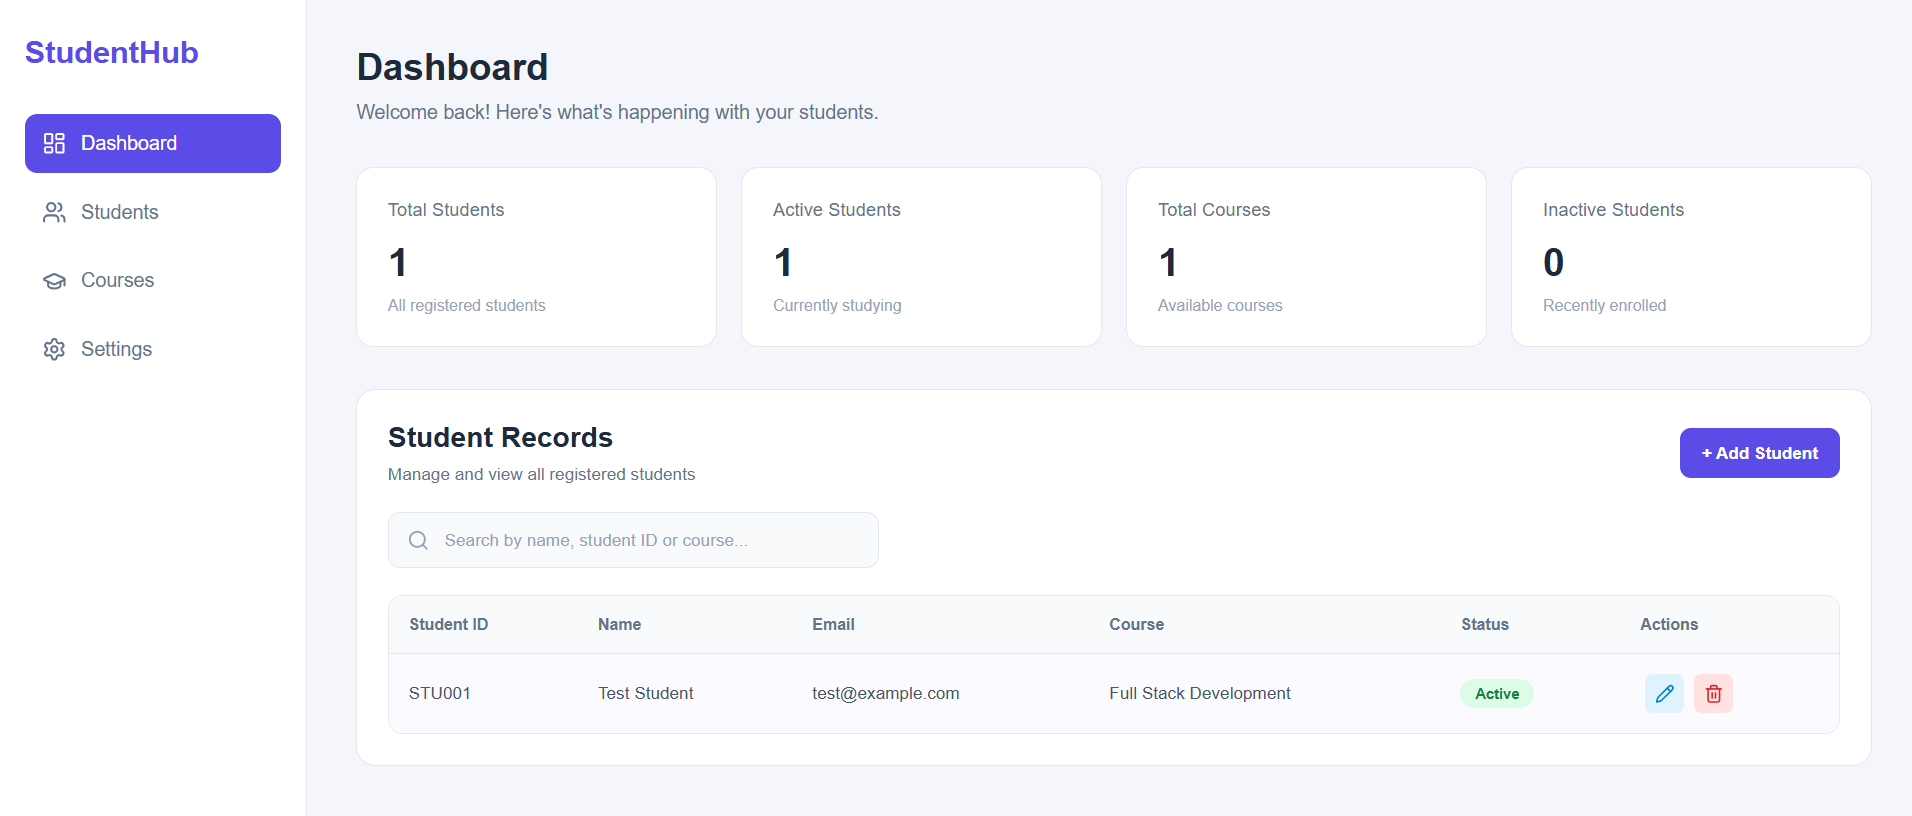 StudentHub
Dashboard
Students
Courses
Settings
Dashboard
Welcome back! Here's what's happening with your students.
Total Students
1
All registered students
Active Students
1
Currently studying
Total Courses
1
Available courses
Inactive Students
0
Recently enrolled
Student Records
Manage and view all registered students
+ Add Student
Search by name, student ID or course...
Student ID Name Email Course Status Actions
STU001 Test Student test@example.com Full Stack Development Active